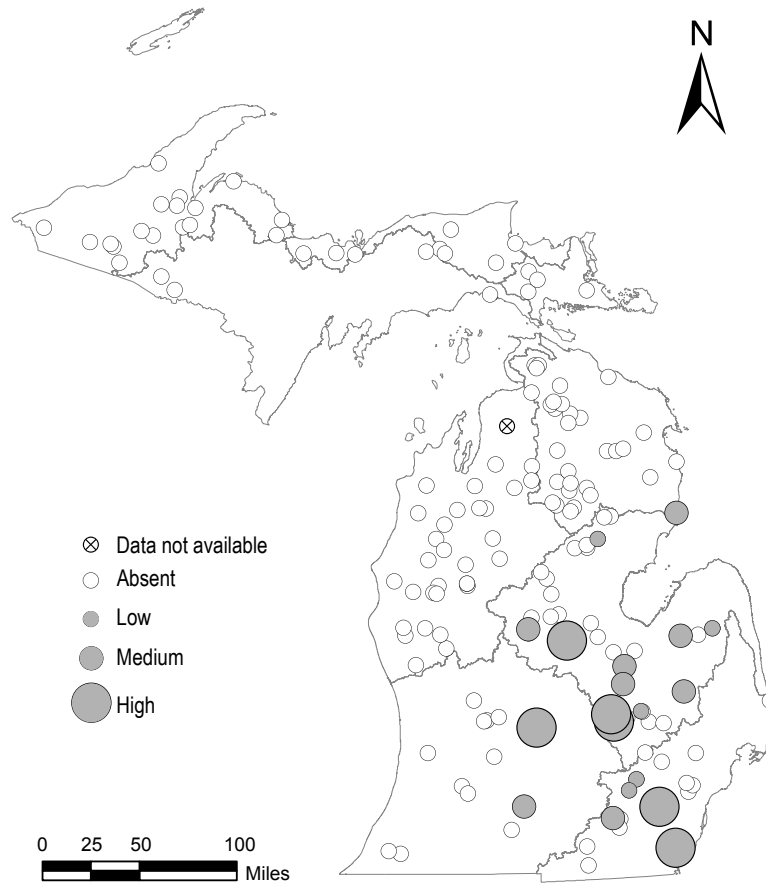 N
Data not available
Absent
Low
Medium
High
0 25 50 100
Miles